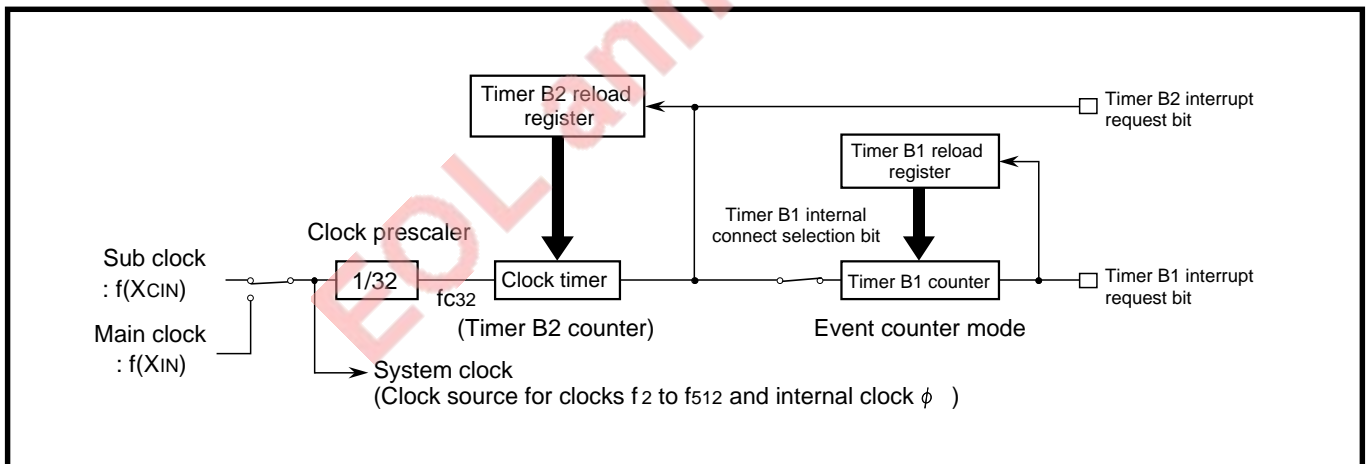 Timer B2 reload
register
Timer B2 interrupt
request bit
Timer B1 reload
register
Timer B1 internal
connect selection bit
Clock prescaler
Sub clock
: f(XCIN)
1/32
fC32
Clock timer
Timer B1 counter
Timer B1 interrupt
request bit
(Timer B2 counter)
Event counter mode
Main clock
: f(XIN)
System clock
(Clock source for clocks f2 to f512 and internal clock ϕ )
EOL ann